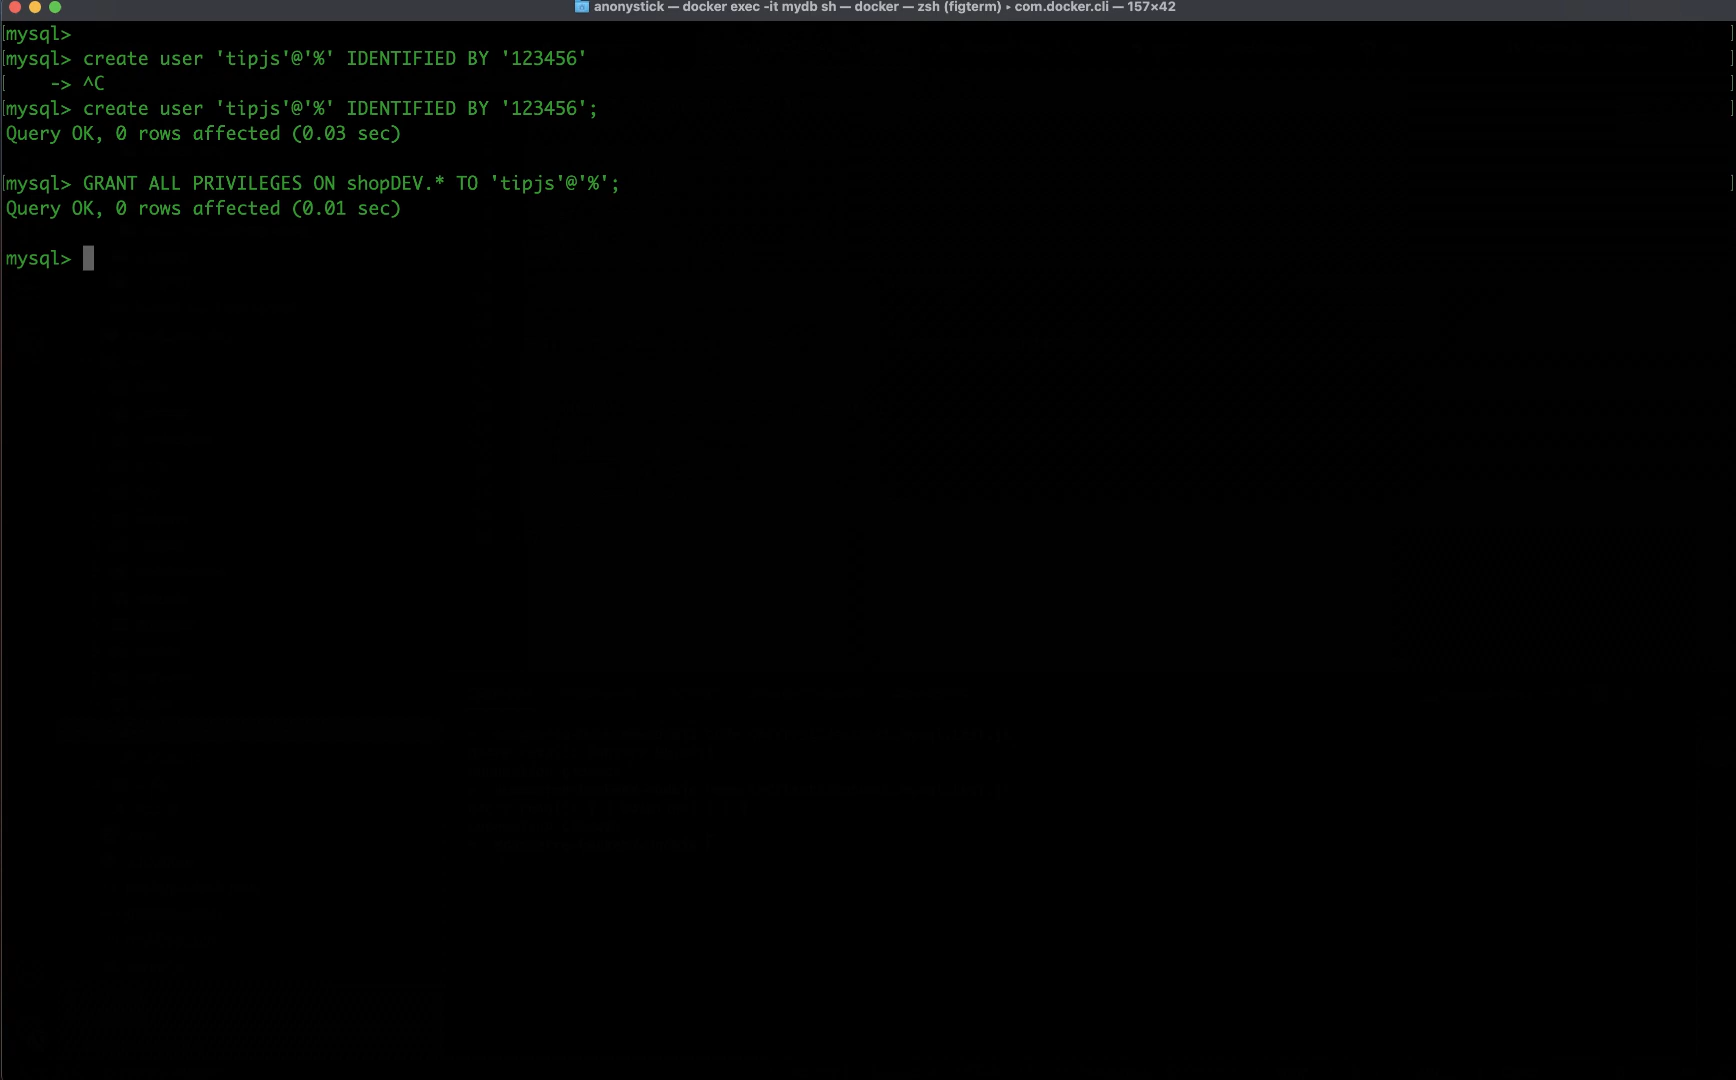 anonystick — docker exec -it mydb sh — docker — zsh (figterm) ▸ com.docker.cli — 157×42
[mysql> ]
[mysql> create user 'tipjs'@'%' IDENTIFIED BY '123456' ]
[    -> ^C ]
[mysql> create user 'tipjs'@'%' IDENTIFIED BY '123456'; ]
Query OK, 0 rows affected (0.03 sec)
[mysql> GRANT ALL PRIVILEGES ON shopDEV.* TO 'tipjs'@'%'; ]
Query OK, 0 rows affected (0.01 sec)
mysql>